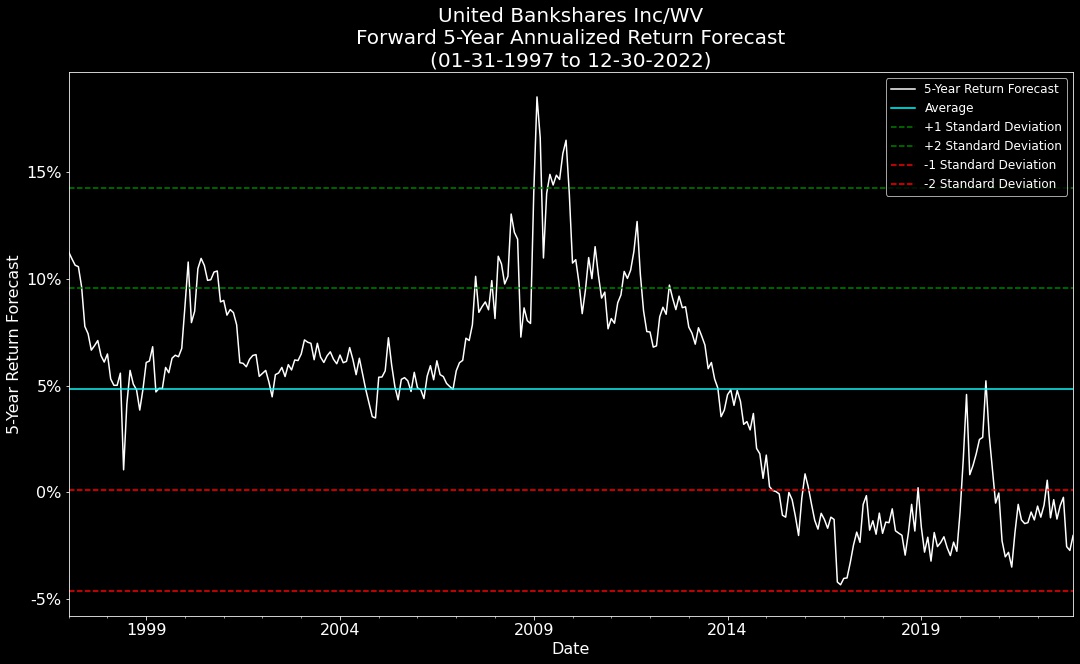 United Bankshares Inc/WV
Forward 5-Year Annualized Return Forecast
(01-31-1997 to 12-30-2022)
5-Year Return Forecast
Average
+1 Standard Deviation
+2 Standard Deviation
-1 Standard Deviation
-2 Standard Deviation
15%
10%
5%
0%
-5%
5-Year Return Forecast
1999
2004
2009
2014
2019
Date